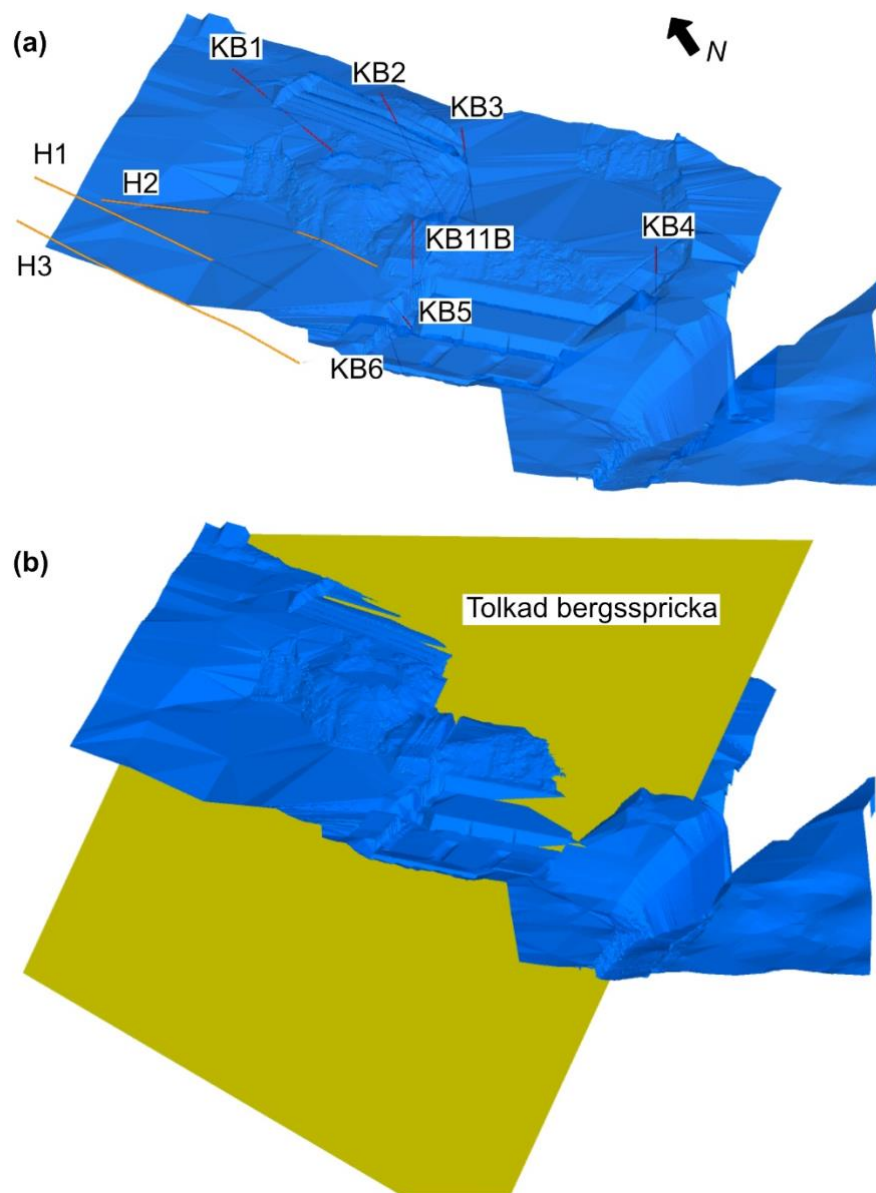 (a)
N
KB1
KB2
KB3
H1
H2
KB4
KB11B
H3
KB5
KB6
(b)
Tolkad bergsspricka